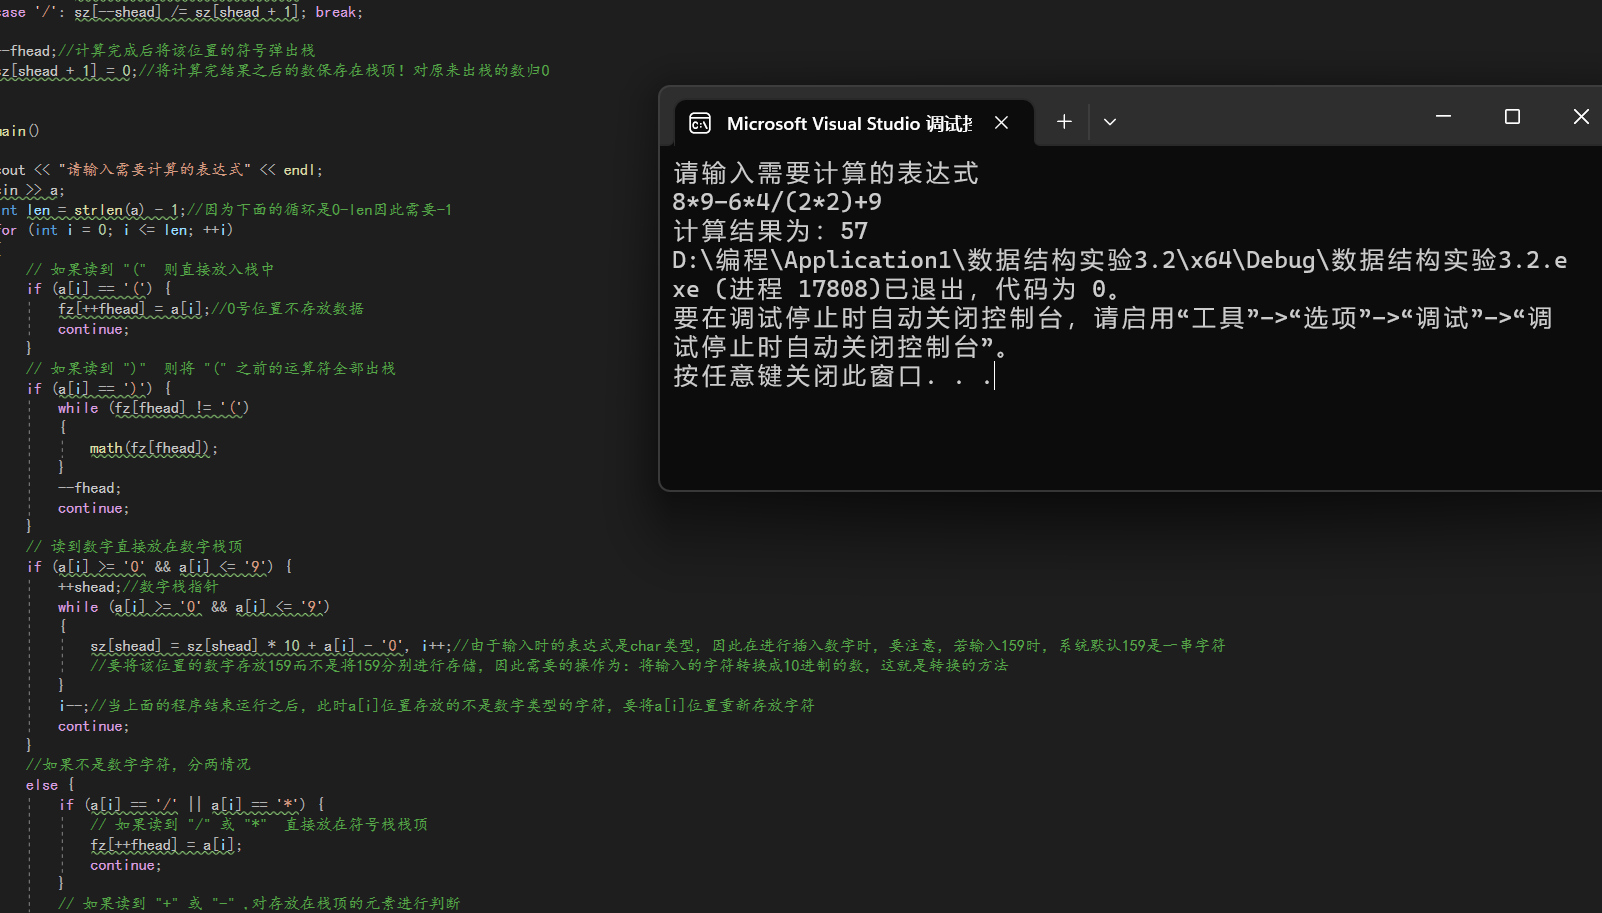 case '/': sz[--shead] /= sz[shead + 1]; break;
--fhead;//计算完成后将该位置的符号弹出栈
sz[shead + 1] = 0;//将计算完结果之后的数保存在栈顶！对原来出栈的数归0
main()
cout << "请输入需要计算的表达式" << endl;
cin >> a;
int len = strlen(a) - 1;//因为下面的循环是0-len因此需要-1
for (int i = 0; i <= len; ++i)
{
// 如果读到 "(" 则直接放入栈中
if (a[i] == '(') {
fz[++fhead] = a[i];//0号位置不存放数据
continue;
}
// 如果读到 ")" 则将 "(" 之前的运算符全部出栈
if (a[i] == ')') {
while (fz[fhead] != '(')
{
math(fz[fhead]);
}
--fhead;
continue;
}
// 读到数字直接放在数字栈顶
if (a[i] >= '0' && a[i] <= '9') {
++shead;//数字栈指针
while (a[i] >= '0' && a[i] <= '9')
{
sz[shead] = sz[shead] * 10 + a[i] - '0', i++;//由于输入时的表达式是char类型，因此在进行插入数字时，要注意，若输入159时，系统默认159是一串字符
//要将该位置的数字存放159而不是将159分别进行存储，因此需要的操作为：将输入的字符转换成10进制的数，这就是转换的方法
}
i--;//当上面的程序结束运行之后，此时a[i]位置存放的不是数字类型的字符，要将a[i]位置重新存放字符
continue;
}
//如果不是数字字符，分两情况
else {
if (a[i] == '/' || a[i] == '*') {
// 如果读到 "/" 或 "*" 直接放在符号栈栈顶
fz[++fhead] = a[i];
continue;
}
// 如果读到 "+" 或 "-" ,对存放在栈顶的元素进行判断
Microsoft Visual Studio 调试控
请输入需要计算的表达式
8*9-6*4/(2*2)+9
计算结果为：57
D:\编程\Application1\数据结构实验3.2\x64\Debug\数据结构实验3.2.e
xe (进程 17808)已退出，代码为 0。
要在调试停止时自动关闭控制台，请启用“工具”->“选项”->“调试”->“调
试停止时自动关闭控制台”。
按任意键关闭此窗口. . .